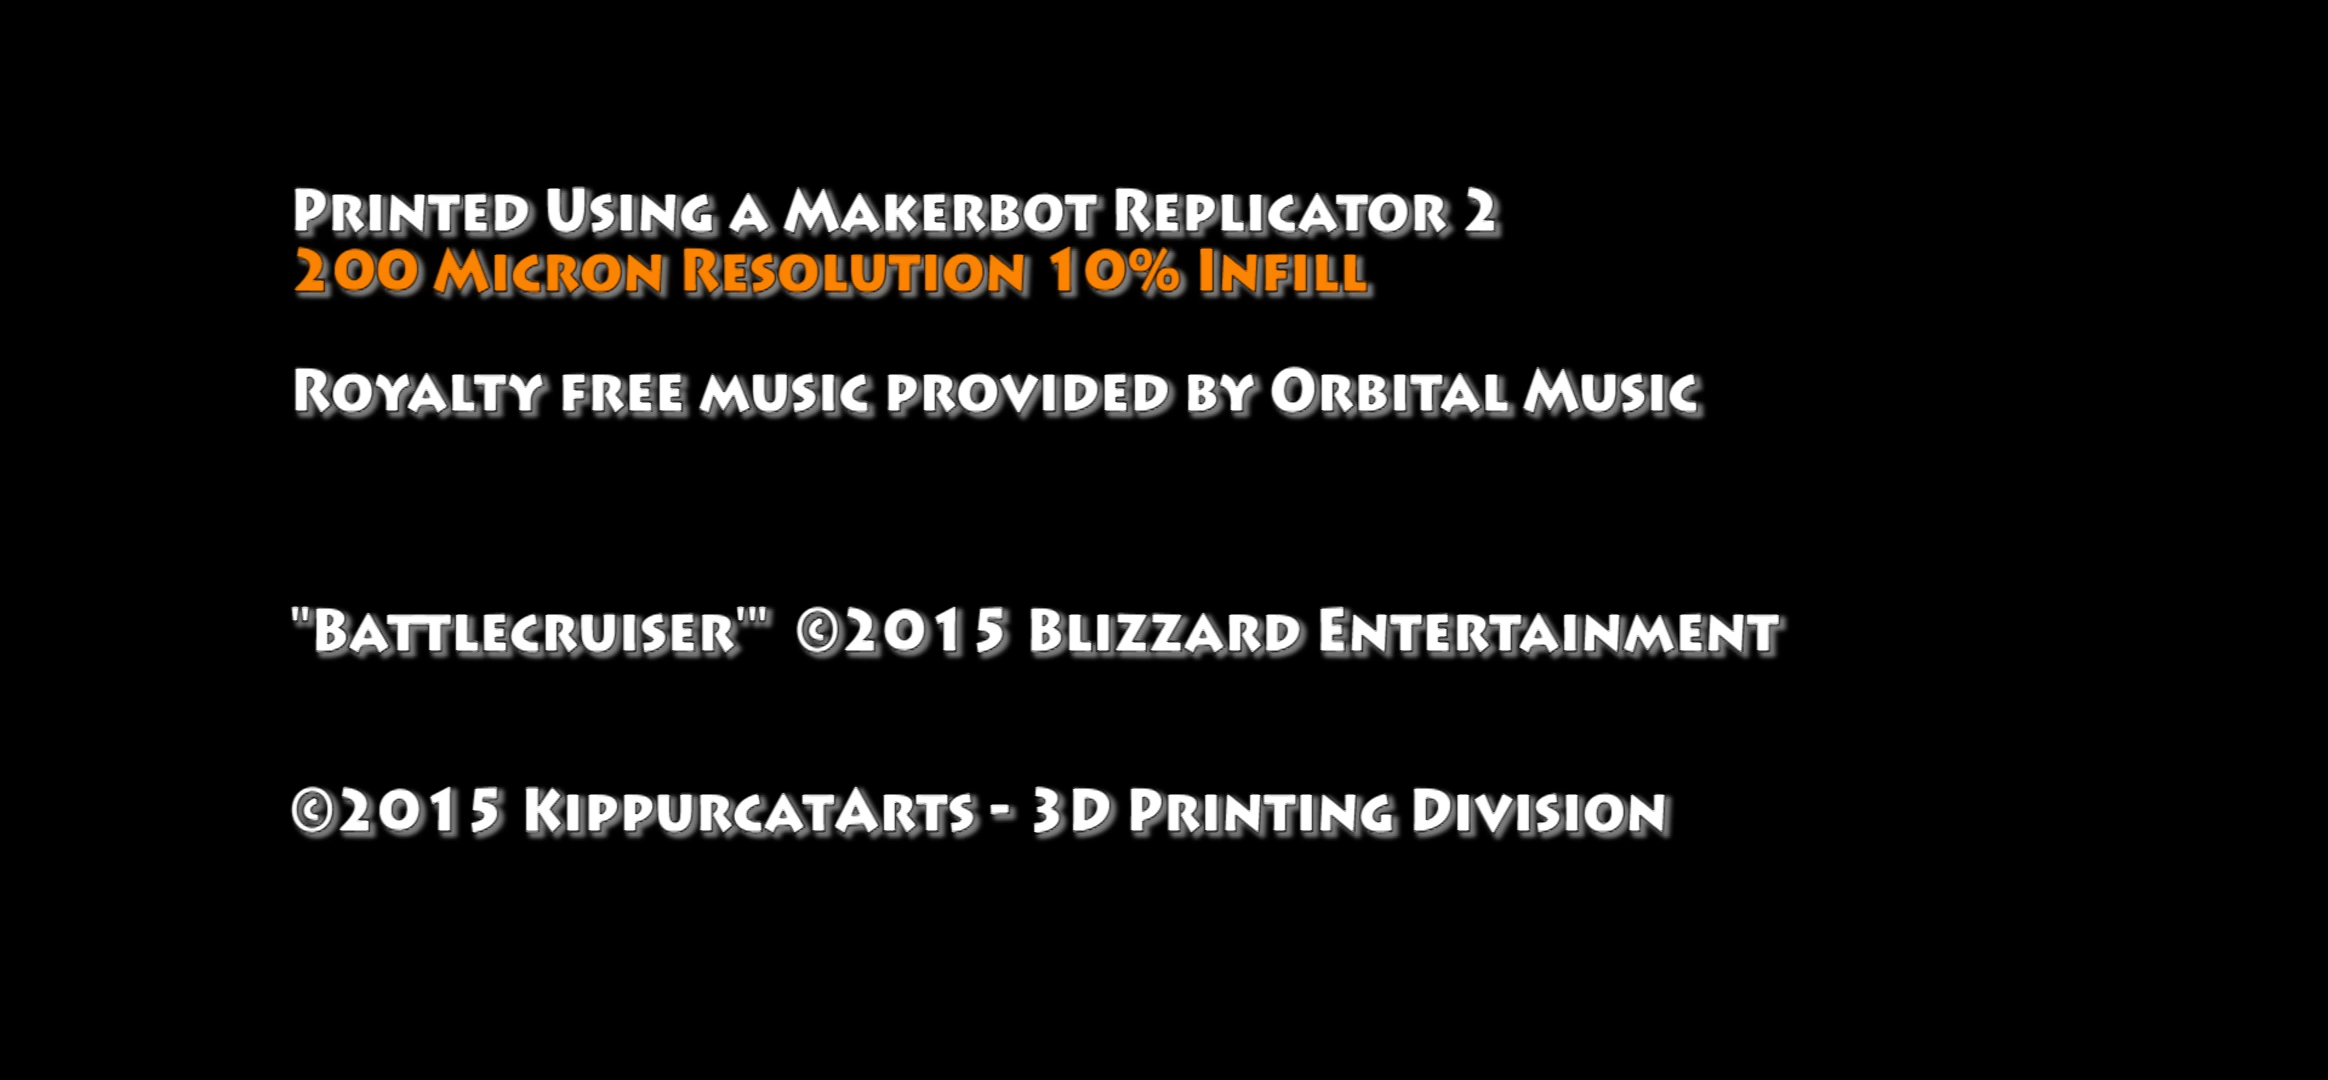 Printed Using a Makerbot Replicator 2
200 Micron Resolution 10% Infill
Royalty free music provided by Orbital Music
"Battlecruiser'" ©2015 Blizzard Entertainment
©2015 KippurcatArts - 3D Printing Division